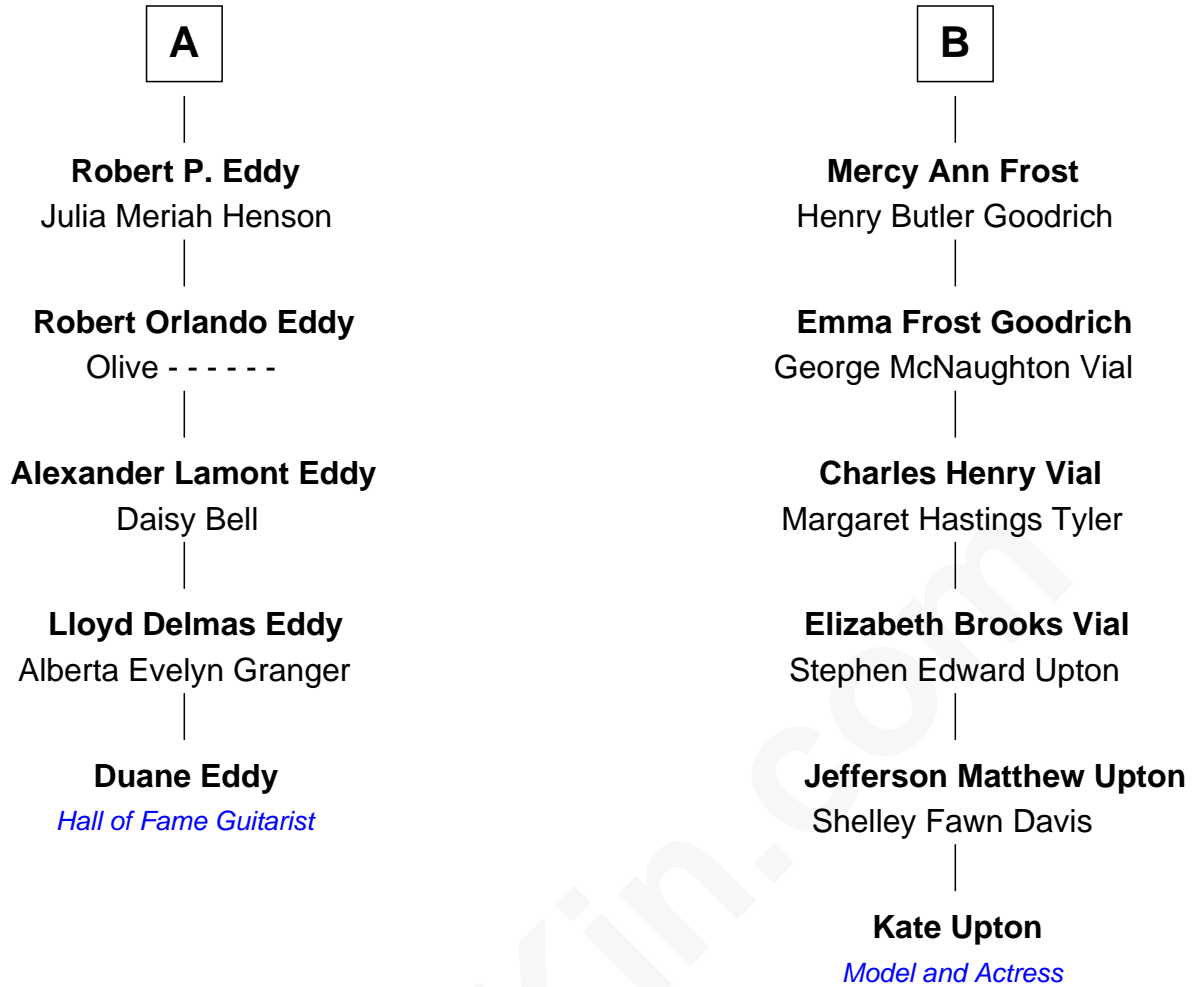 A
Robert P. Eddy
Julia Meriah Henson
Robert Orlando Eddy
Olive - - - - - -
Alexander Lamont Eddy
Daisy Bell
Lloyd Delmas Eddy
Alberta Evelyn Granger
Duane Eddy
Hall of Fame Guitarist
B
Mercy Ann Frost
Henry Butler Goodrich
Emma Frost Goodrich
George McNaughton Vial
Charles Henry Vial
Margaret Hastings Tyler
Elizabeth Brooks Vial
Stephen Edward Upton
Jefferson Matthew Upton
Shelley Fawn Davis
Kate Upton
Model and Actress
Kin.com